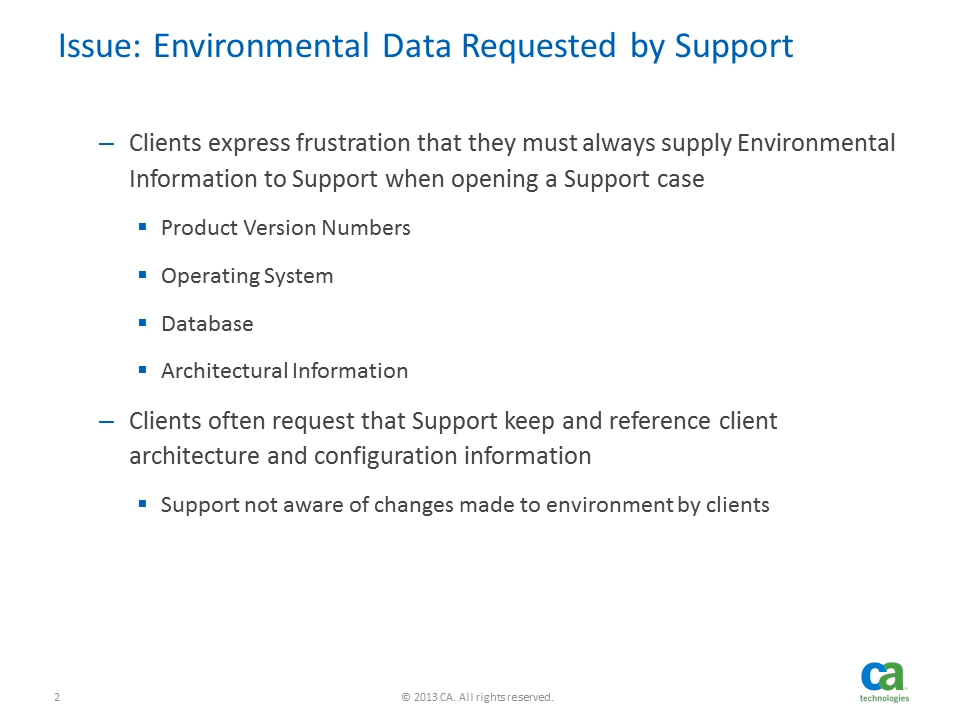 Issue: Environmental Data Requested by Support
– Clients express frustration that they must always supply Environmental
Information to Support when opening a Support case
▪ Product Version Numbers
▪ Operating System
▪ Database
▪ Architectural Information
– Clients often request that Support keep and reference client
architecture and configuration information
▪ Support not aware of changes made to environment by clients
2
© 2013 CA. All rights reserved.
ca
technologies